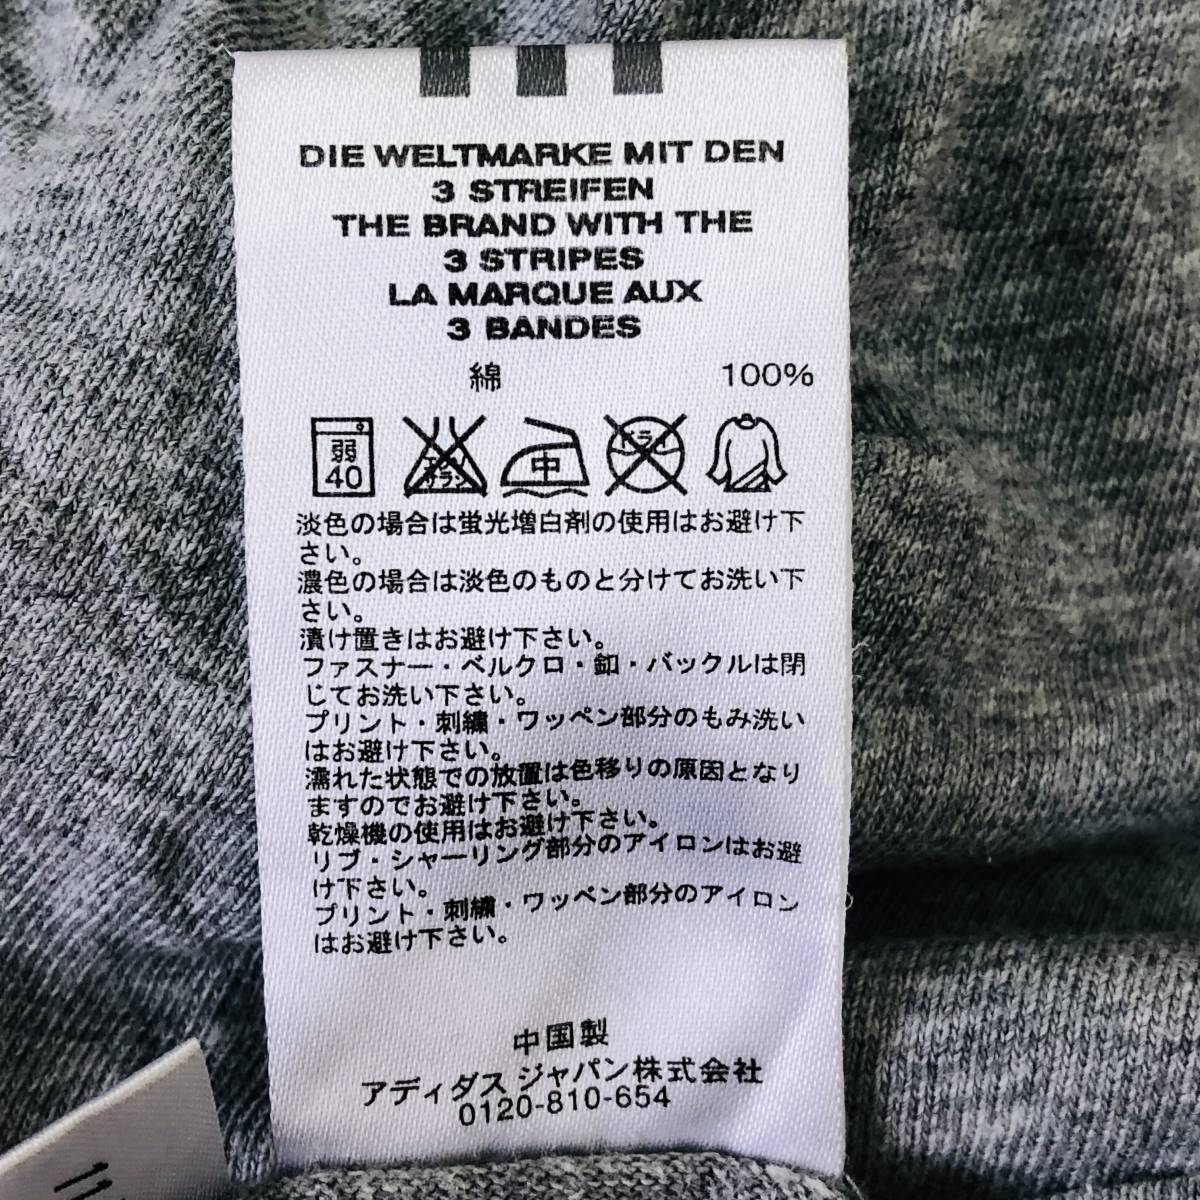 DIE WELTMARKE MIT DEN
3 STREIFEN
THE BRAND WITH THE
3 STRIPES
LA MARQUE AUX
3 BANDES
綿 100%
弱 40 エンソサラシ 中 ドライ
淡色の場合は蛍光増白剤の使用はお避け下
さい。
濃色の場合は淡色のものと分けてお洗い下
さい。
漬け置きはお避け下さい。
ファスナー・ベルクロ・釦・バックルは閉
じてお洗い下さい。
プリント・刺繍・ワッペン部分のもみ洗い
はお避け下さい。
濡れた状態での放置は色移りの原因となり
ますのでお避け下さい。
乾燥機の使用はお避け下さい。
リブ・シャーリング部分のアイロンはお避
け下さい。
プリント・刺繍・ワッペン部分のアイロン
はお避け下さい。
中国製
アディダス ジャパン株式会社
0120-810-654